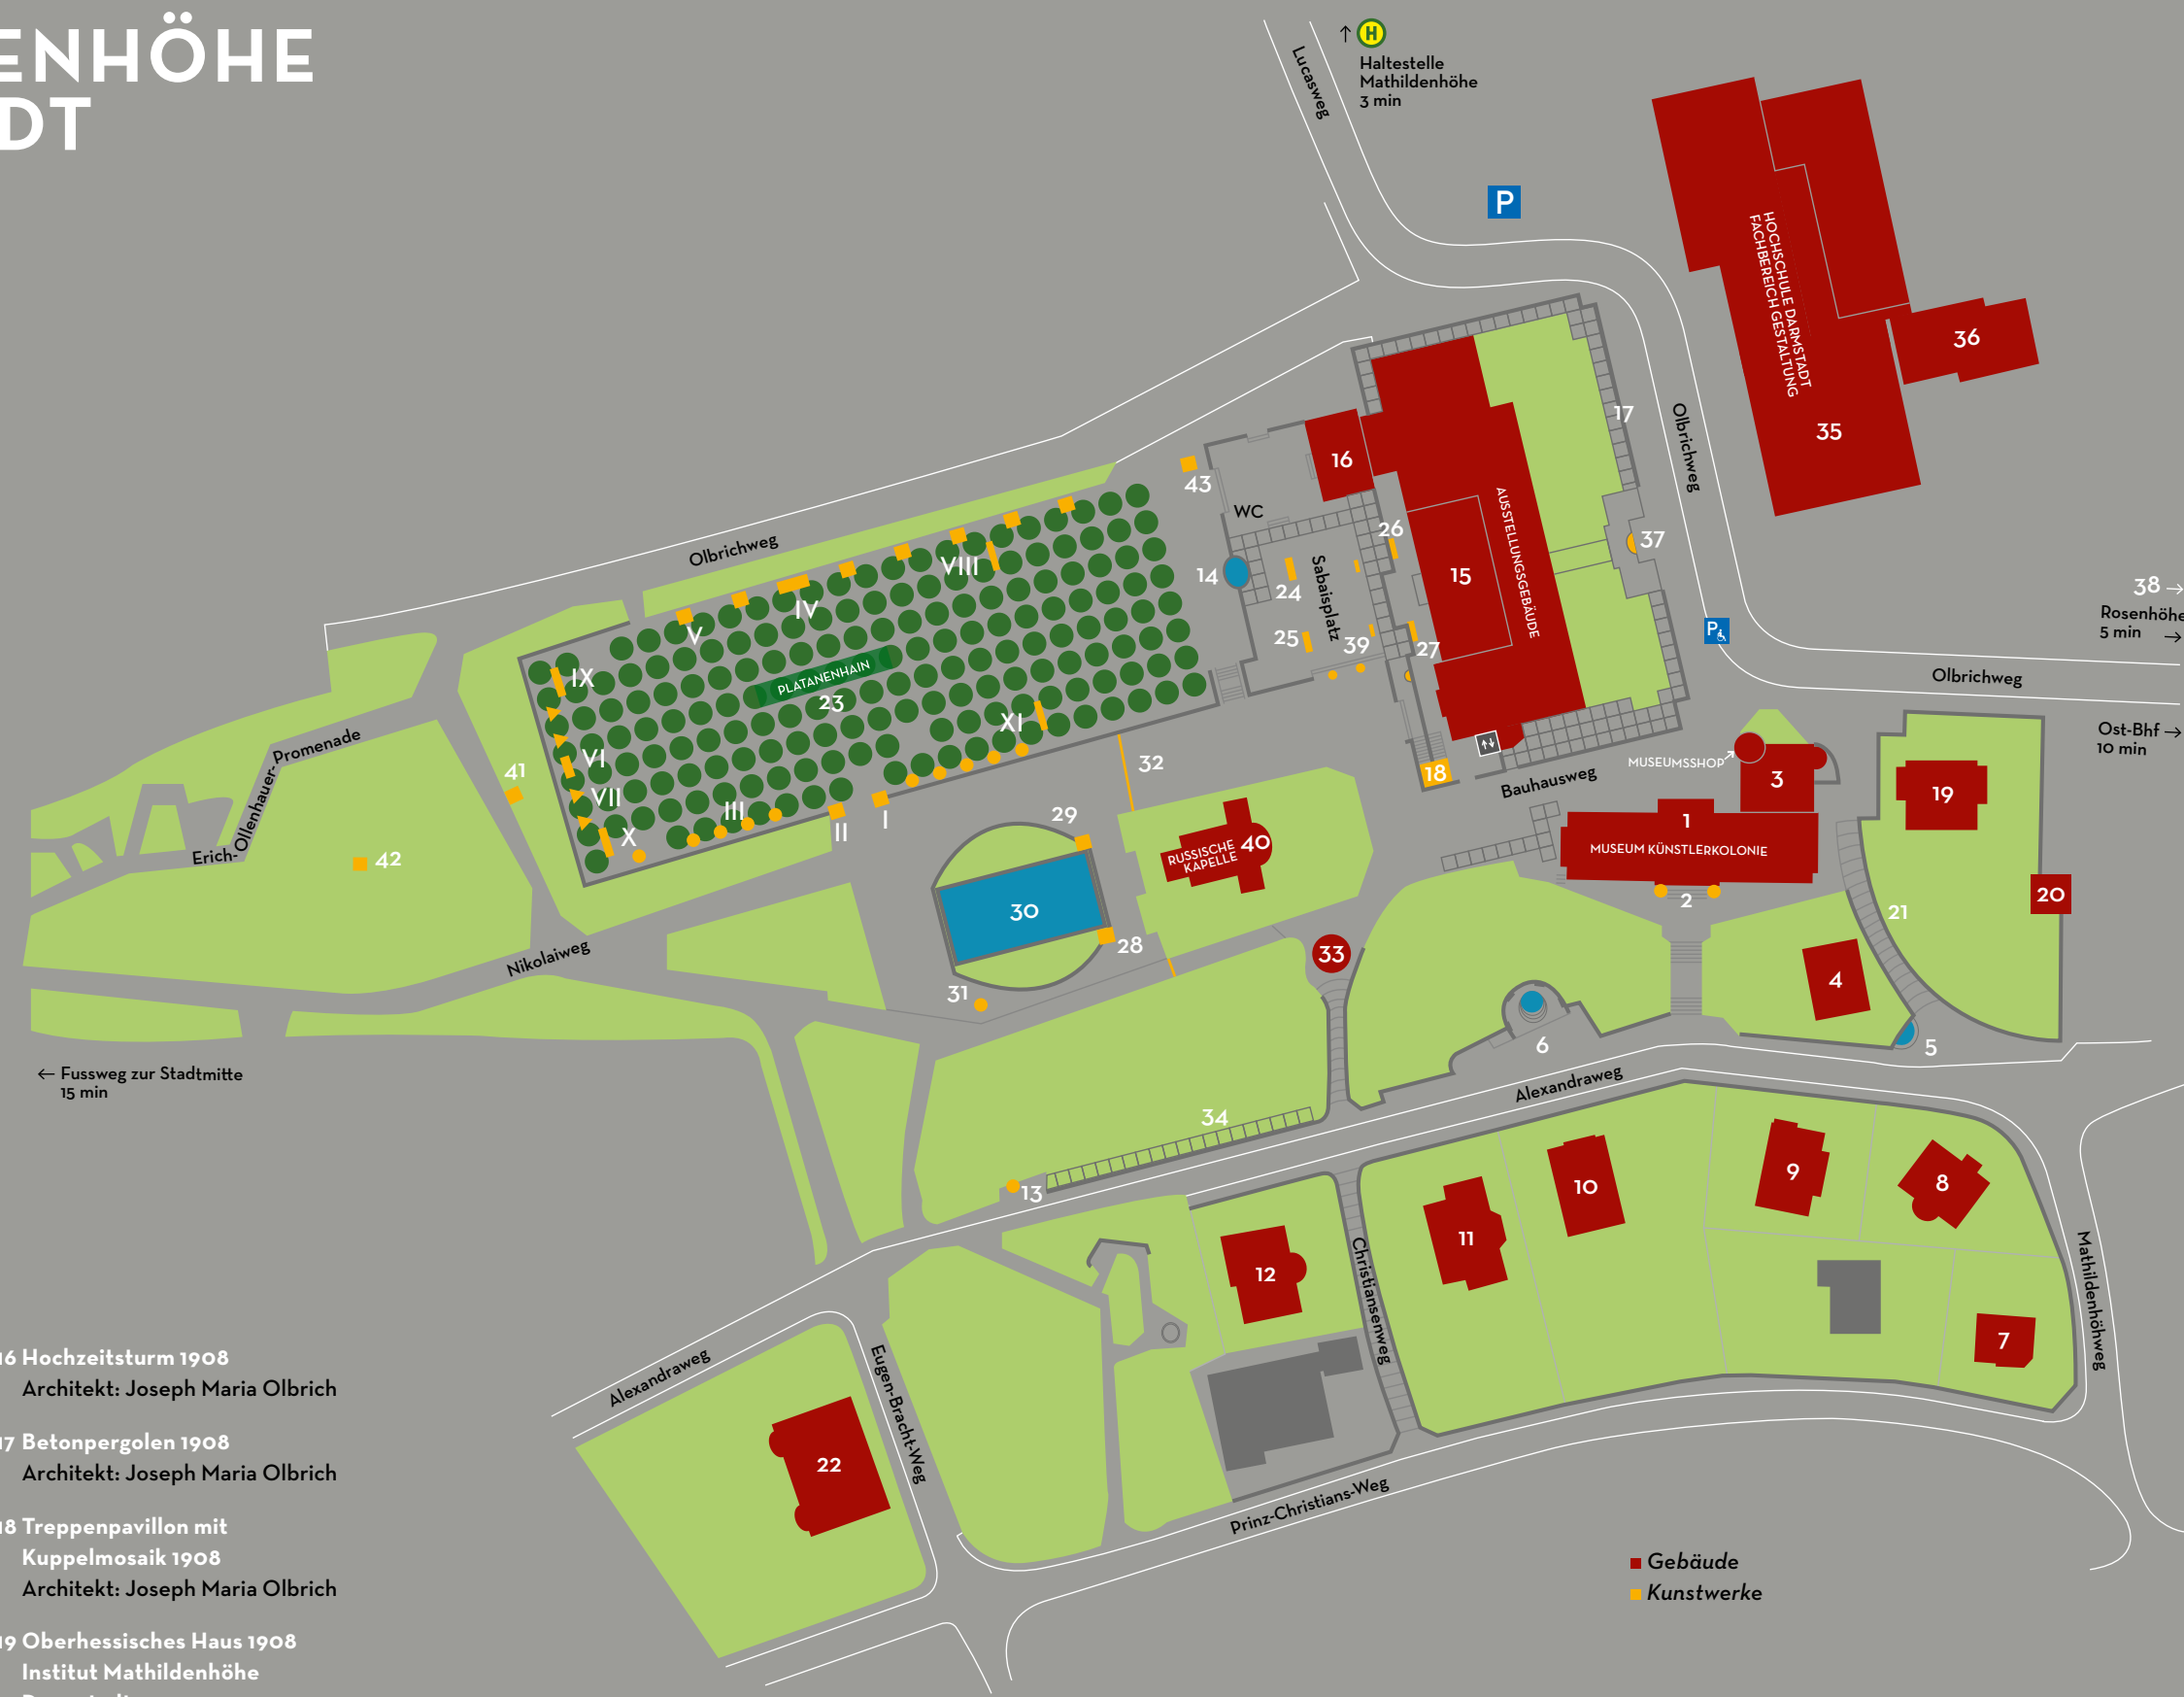 ENHÖHE
DT
Lucasweg
↑ H
Haltestelle
Mathildenhöhe
3 min
P
HOCHSCHULE DARMSTADT
FACHBEREICH GESTALTUNG
36
35
17
Olbrichweg
37
16
43
WC
26
AUSSTELLUNGSGEBÄUDE
15
14
24
Sabaisplatz
25
39
27
18
38 →
Rosenhöhe
5 min →
Olbrichweg
Ost-Bhf →
10 min
P
Olbrichweg
VIII
IV
V
IX
PLATANENHAIN
23
XI
VI
VII
III
X
II
I
Erich-Ollenhauer-Promenade
41
42
32
29
RUSSISCHE
KAPELLE
40
30
28
31
33
Nikolaiweg
Bauhausweg
MUSEUMSSHOP
3
19
1
MUSEUM KÜNSTLERKOLONIE
2
20
21
4
5
6
Alexandraweg
← Fussweg zur Stadtmitte
15 min
34
13
12
11
10
9
8
7
Christiansenweg
Mathildenhöhweg
Alexandraweg
Eugen-Bracht-Weg
22
Prinz-Christians-Weg
16 Hochzeitsturm 1908
Architekt: Joseph Maria Olbrich
17 Betonpergolen 1908
Architekt: Joseph Maria Olbrich
18 Treppenpavillon mit
Kuppelmosaik 1908
Architekt: Joseph Maria Olbrich
19 Oberhessisches Haus 1908
Institut Mathildenhöhe
Gebäude
Kunstwerke